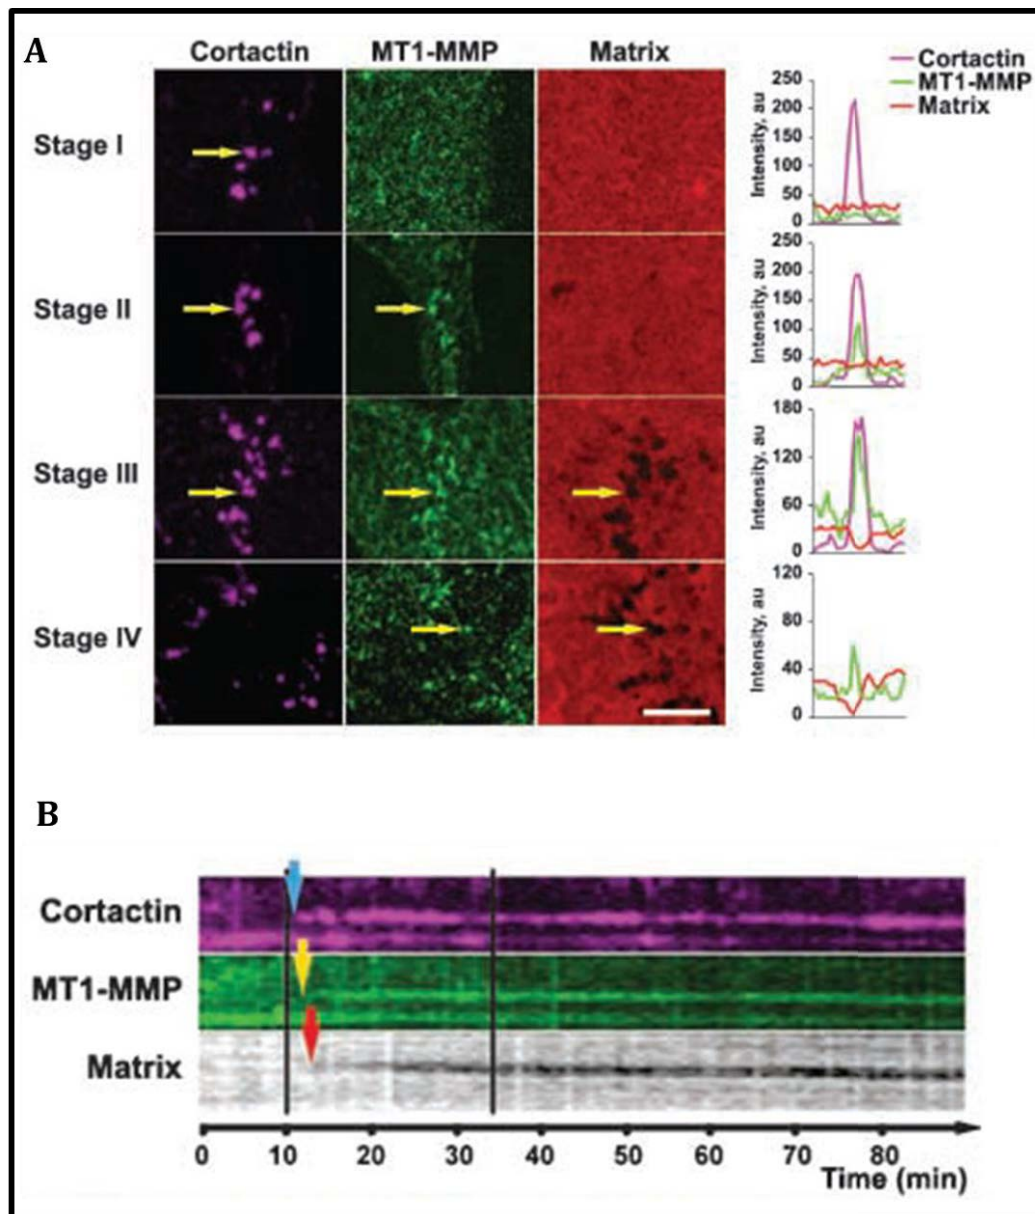 A
Cortactin MT1-MMP Matrix
Cortactin
MT1-MMP
Matrix
Stage I
Intensity, au
250
200
150
100
50
0
Stage II
Intensity, au
250
200
150
100
50
0
Stage III
Intensity, au
180
120
60
0
Stage IV
Intensity, au
120
80
40
0
B
Cortactin
MT1-MMP
Matrix
0 10 20 30 40 50 60 70 80
Time (min)